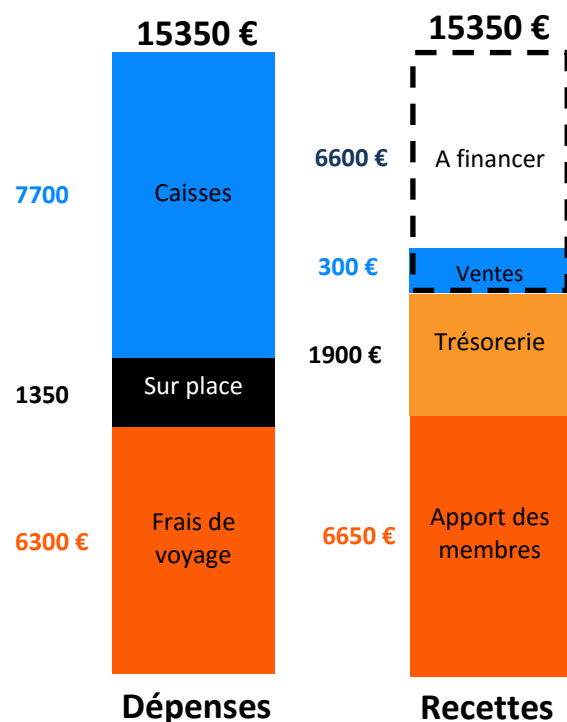 15350 €
7700
Caisses
1350
Sur place
6300 €
Frais de
voyage
Dépenses
15350 €
6600 €
A financer
300 €
Ventes
1900 €
Trésorerie
6650 €
Apport des
membres
Recettes